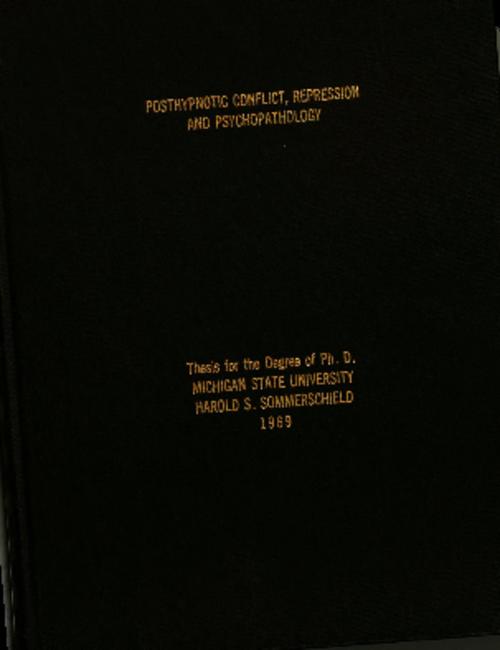 POSTHYPNOTIC CONFLICT, REPRESSION
AND PSYCHOPATHOLOGY
Thesis for the Degree of Ph. D.
MICHIGAN STATE UNIVERSITY
HAROLD S. SOMMERSCHIELD
1969